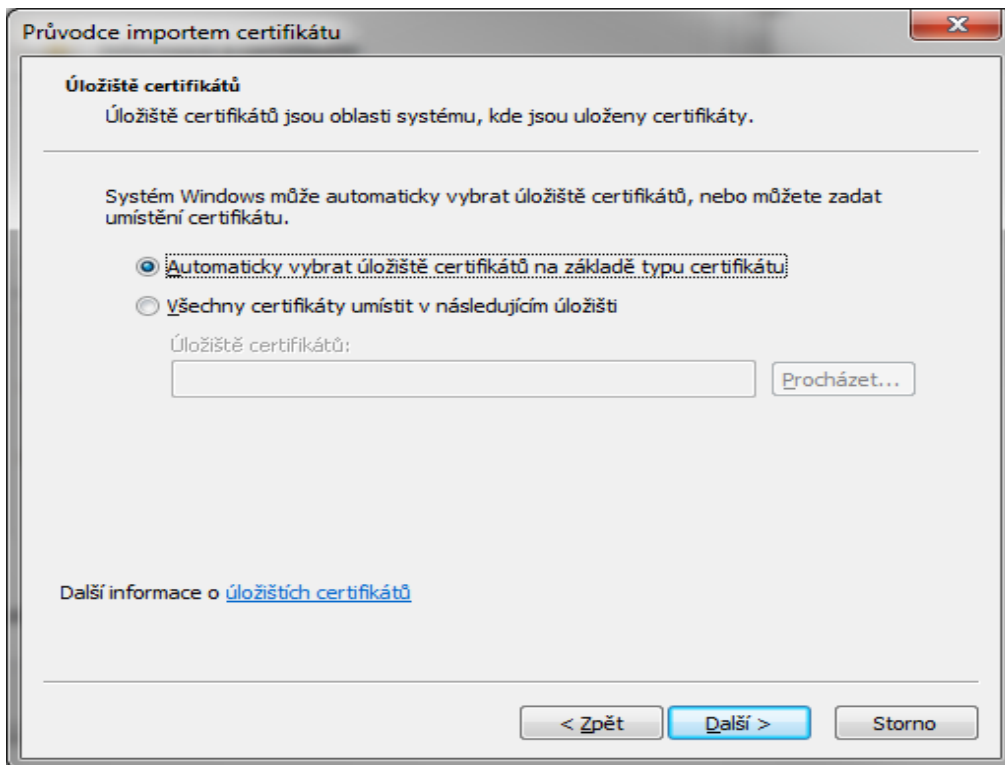 Průvodce importem certifikátu
Úložiště certifikátů
Úložiště certifikátů jsou oblasti systému, kde jsou uloženy certifikáty.
Systém Windows může automaticky vybrat úložiště certifikátů, nebo můžete zadat
umístění certifikátu.
Automaticky vybrat úložiště certifikátů na základě typu certifikátu
Všechny certifikáty umístit v následujícím úložišti
Úložiště certifikátů:
Procházet...
Další informace o úložištích certifikátů
< Zpět
Další >
Storno